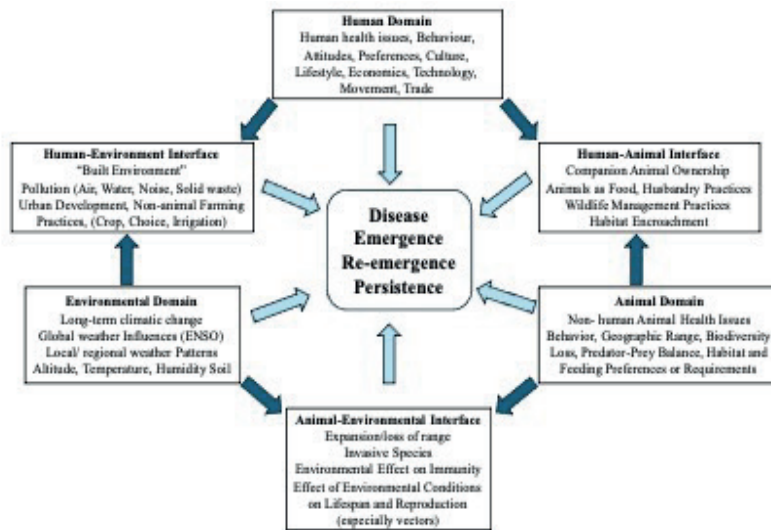 Human Domain
Human health issues, Behaviour,
Attitudes, Preferences, Culture,
Lifestyle, Economics, Technology,
Movement, Trade
Human-Environment Interface
"Built Environment"
Pollution (Air, Water, Noise, Solid waste)
Urban Development, Non-animal Farming
Practices, (Crop, Choice, Irrigation)
Human-Animal Interface
Companion Animal Ownership
Animals as Food, Husbandry Practices
Wildlife Management Practices
Habitat Encroachment
Disease
Emergence
Re-emergence
Persistence
Environmental Domain
Long-term climatic change
Global weather Influences (ENSO)
Local/ regional weather Patterns
Altitude, Temperature, Humidity Soil
Animal Domain
Non- human Animal Health Issues
Behavior, Geographic Range, Biodiversity
Loss, Predator-Prey Balance, Habitat and
Feeding Preferences or Requirements
Animal-Environmental Interface
Expansion/loss of range
Invasive Species
Environmental Effect on Immunity
Effect of Environmental Conditions
on Lifespan and Reproduction
(especially vectors)